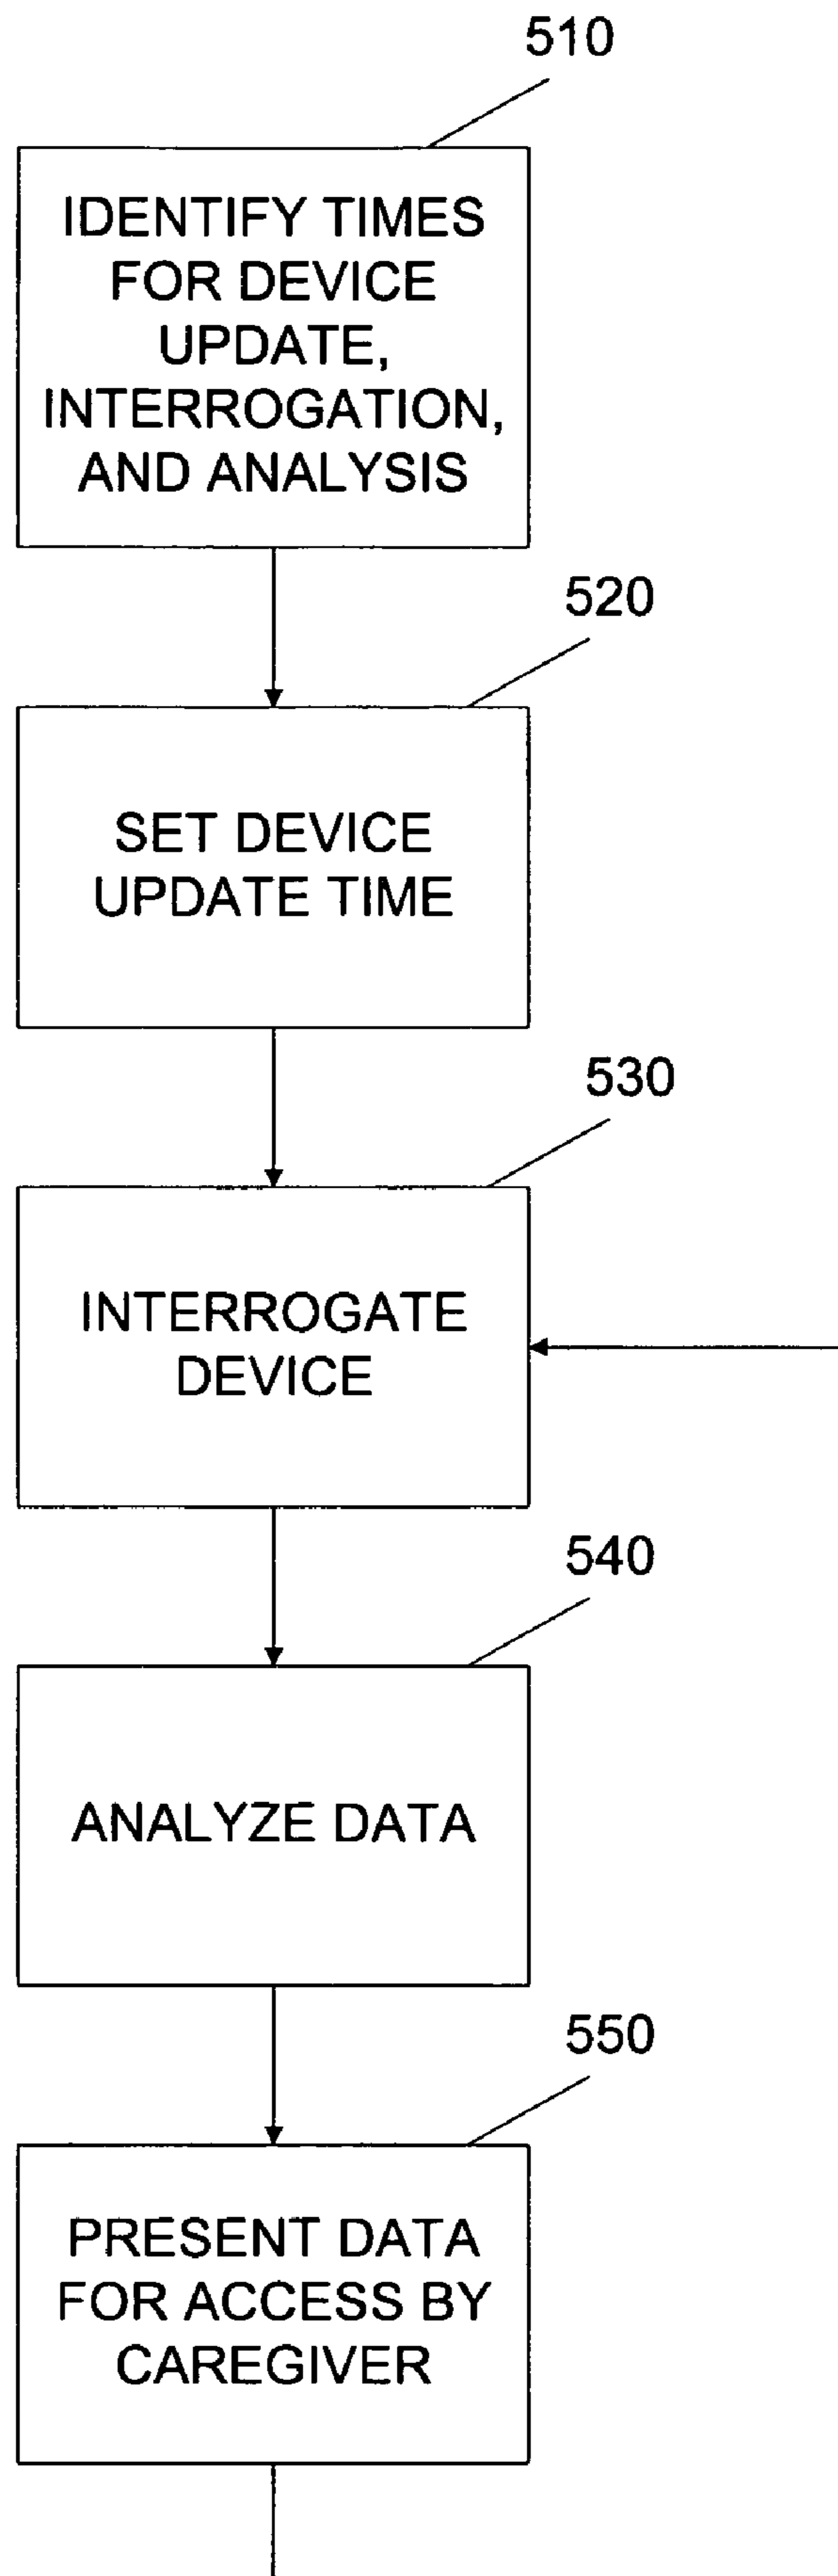 510
IDENTIFY TIMES
FOR DEVICE
UPDATE,
INTERROGATION,
AND ANALYSIS
520
SET DEVICE
UPDATE TIME
530
INTERROGATE
DEVICE
540
ANALYZE DATA
550
PRESENT DATA
FOR ACCESS BY
CAREGIVER